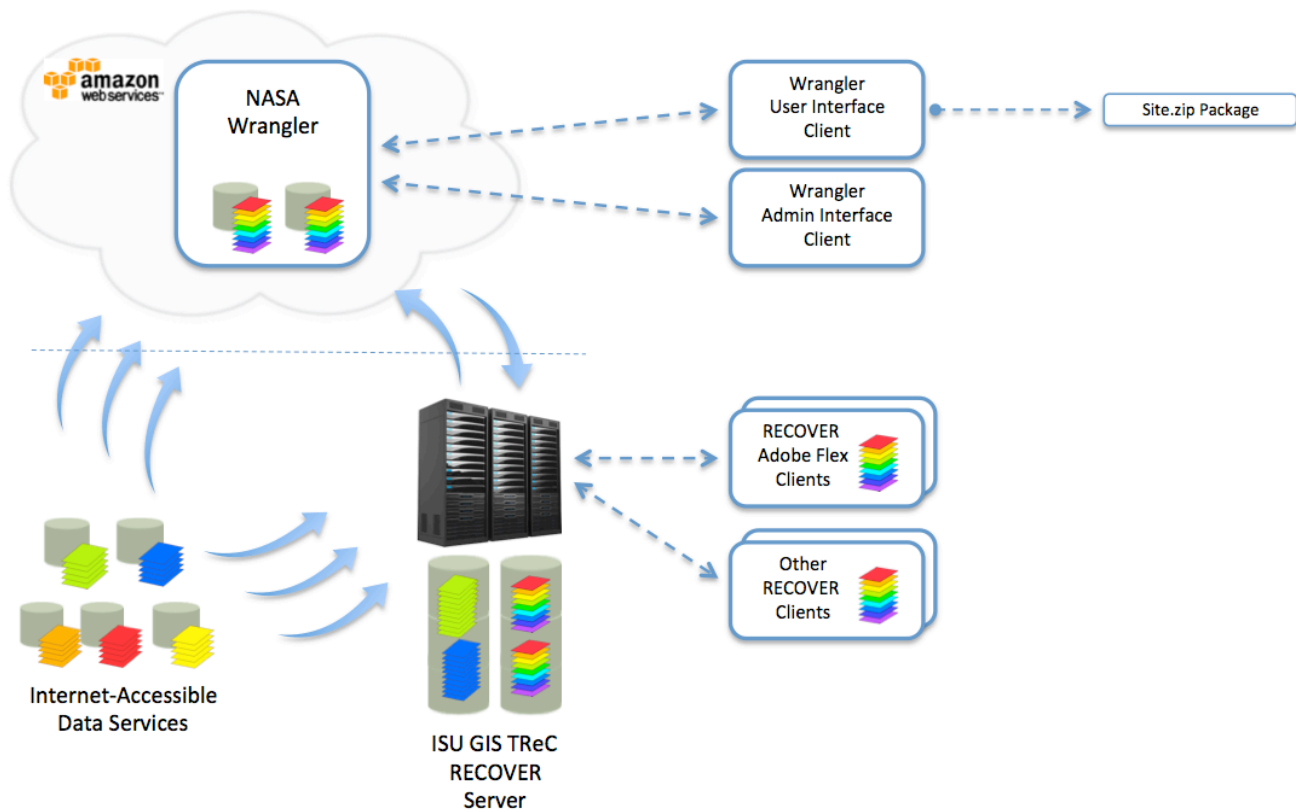 amazon
web services™
NASA
Wrangler
Wrangler
User Interface
Client
Site.zip Package
Wrangler
Admin Interface
Client
RECOVER
Adobe Flex
Clients
Other
RECOVER
Clients
Internet-Accessible
Data Services
ISU GIS TReC
RECOVER
Server